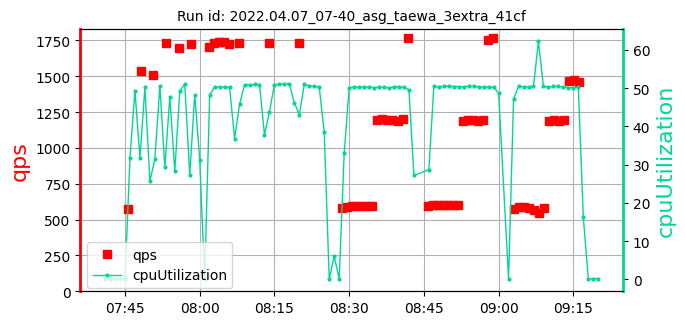 Run id: 2022.04.07_07-40_asg_taewa_3extra_41cf
1750
1500
1250
1000
750
500
250
0
qps
60
50
40
30
20
10
0
cpuUtilization
qps
cpuUtilization
07:45 08:00 08:15 08:30 08:45 09:00 09:15